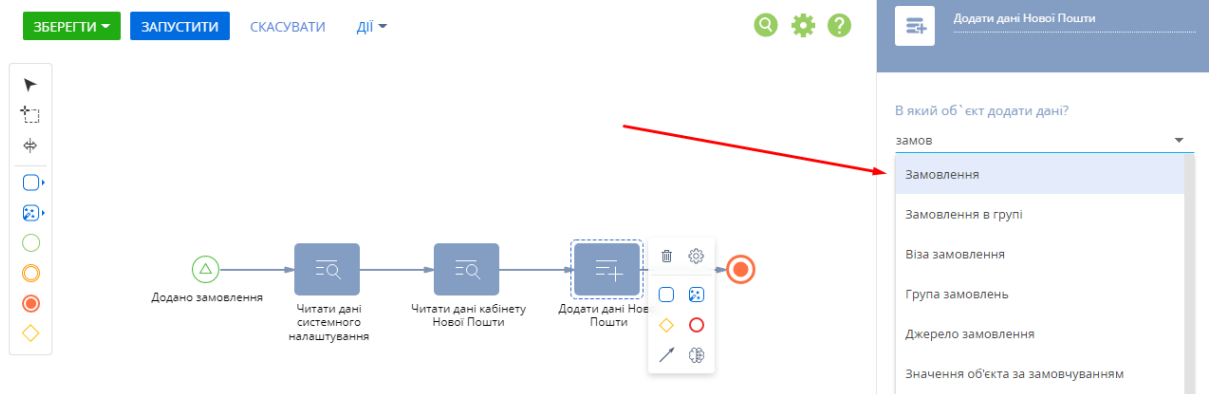 ЗБЕРЕГТИ
ЗАПУСТИТИ
СКАСУВАТИ
ДІЇ
Додати дані Нової Пошти
В який об`єкт додати дані?
замов
Замовлення
Замовлення в групі
Віза замовлення
Група замовлень
Джерело замовлення
Значення об'єкта за замовчуванням
Додано замовлення
Читати дані
системного
налаштування
Читати дані кабінету
Нової Пошти
Додати дані Нов
Пошти